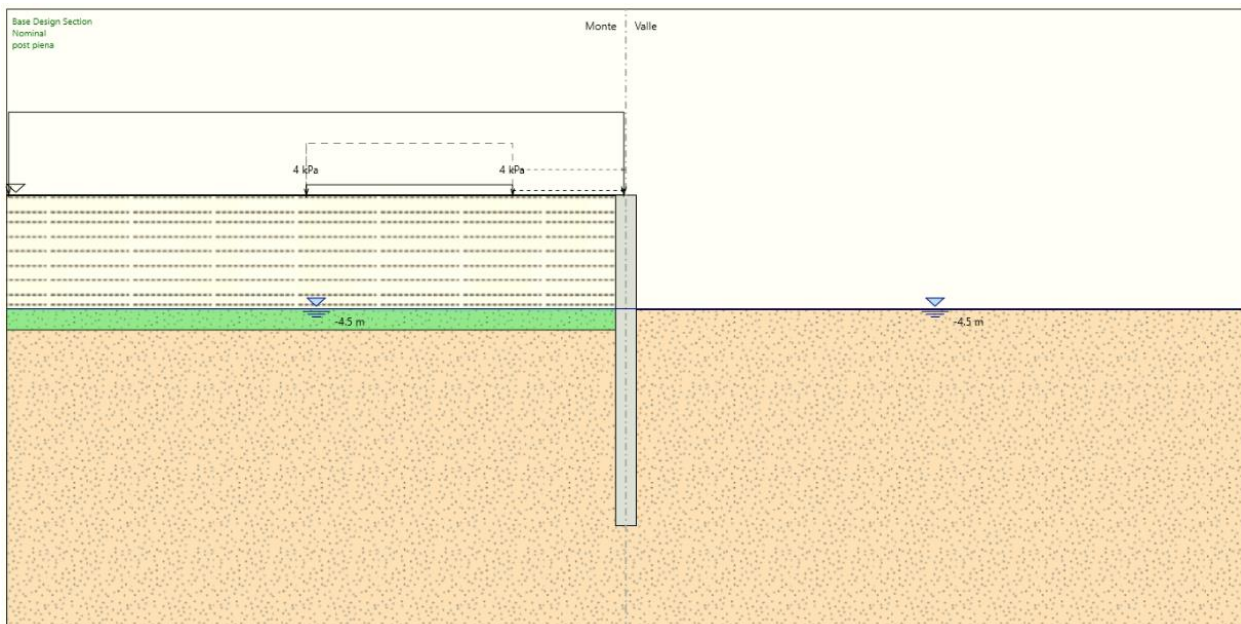 Base Design Section
Nominal
post piena
Monte Valle
4 kPa 4 kPa
-4.5 m -4.5 m